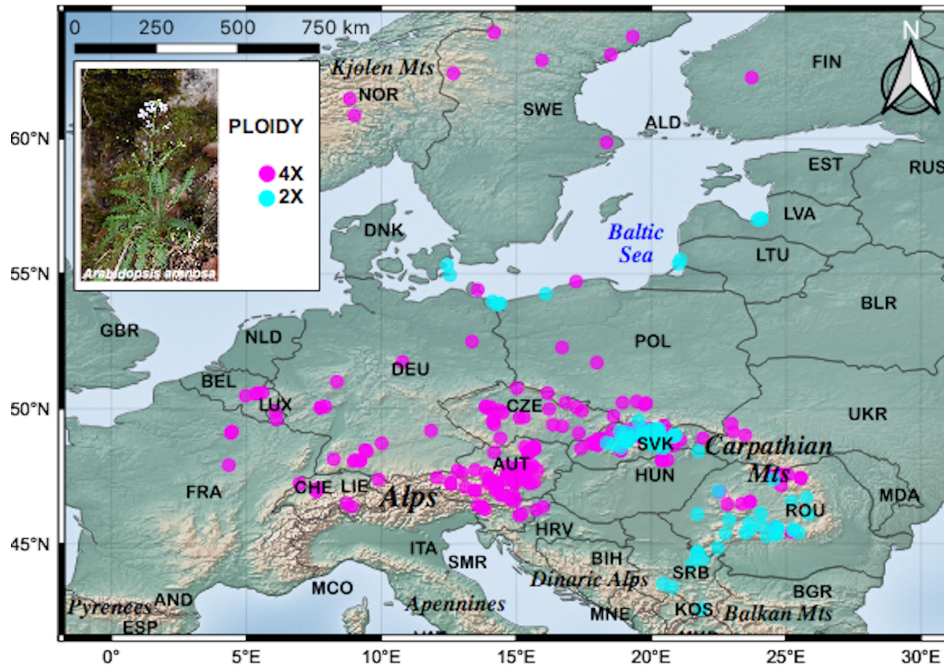 0 250 500 750 km
N
Kjolen Mts
FIN
NOR
SWE
PLOIDY
4X
2X
Arabidopsis arenosa
60°N
ALD
EST
RUS
LVA
DNK
Baltic
Sea
LTU
55°N
BLR
GBR
NLD
POL
DEU
BEL
LUX
CZE
50°N
UKR
SVK
Carpathian
Mts
AUT
HUN
FRA
CHE
LIE
Alps
MDA
ROU
HRV
45°N
ITA
BIH
SMR
SRB
Dinaric Alps
MCO
BGR
AND
Pyrenees
Apennines
MNE
KOS
Balkan Mts
ESP
0°
5°E
10°E
15°E
20°E
25°E
30°E